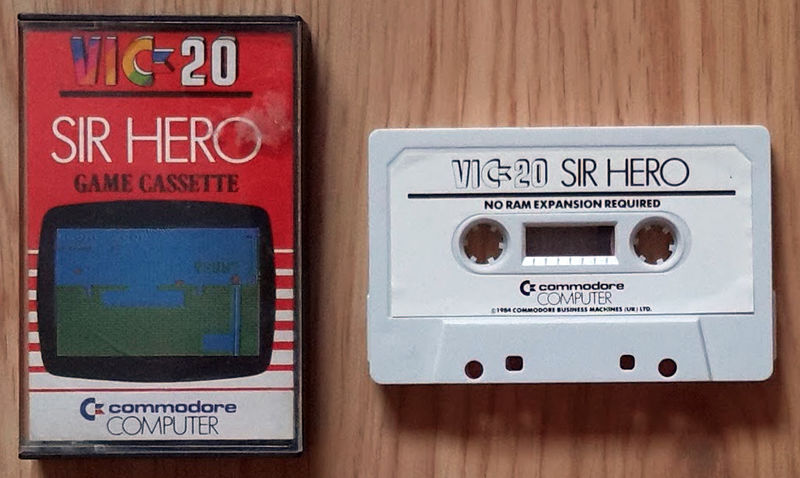 VIC-20
SIR HERO
GAME CASSETTE
commodore
COMPUTER
VIC-20 SIR HERO
NO RAM EXPANSION REQUIRED
commodore
COMPUTER
©1984 COMMODORE BUSINESS MACHINES (UK) LTD.